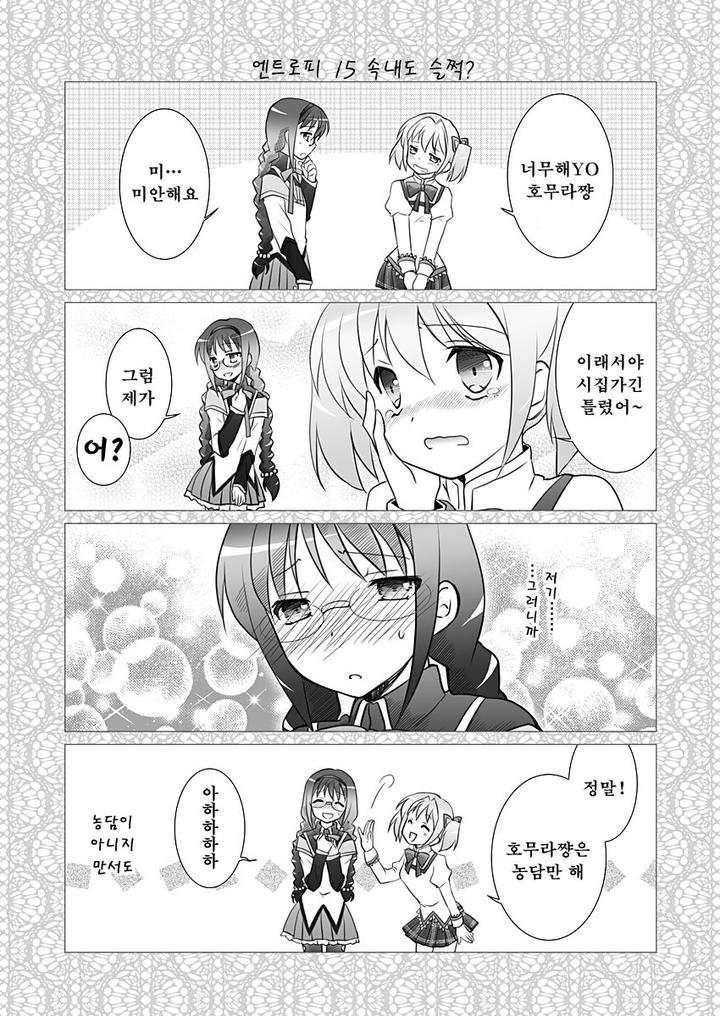 엔트로피 15 속내도 슬쩍?
너무해YO
호무라쨩
미…
미안해요
이래서야
시집가긴
틀렸어~
그럼
제가
어?
저기……
……그러니까
정말!
호무라쨩은
농담만 해
아하하하하
?
농담이
아니지
만서도